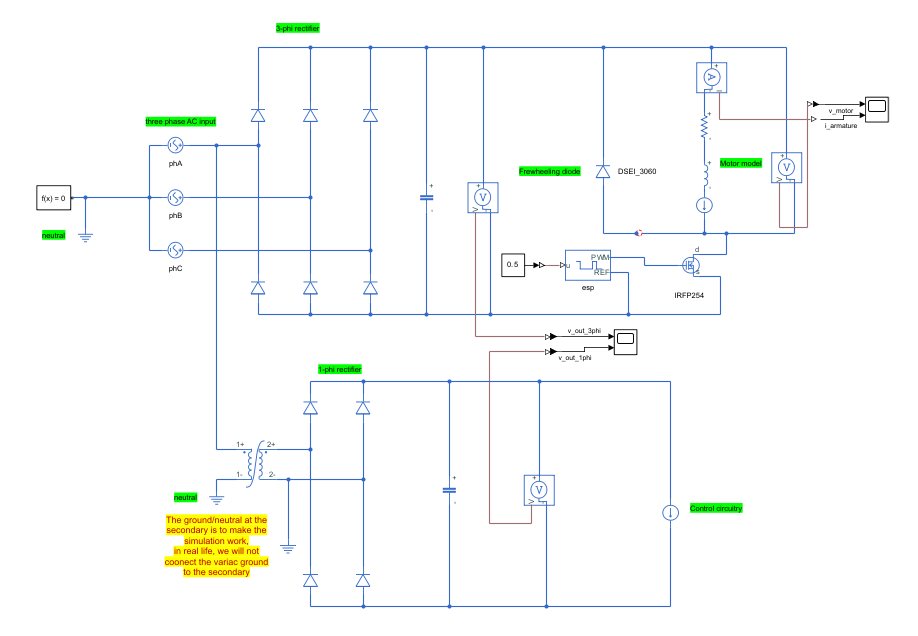 3-phi rectifier
three phase AC input
phA
phB
phC
f(x) = 0
neutral
+
-
+
V
V
-
Frewheeling diode
DSEI_3060
+
A
I
+
-
+
-
Motor model
+
V
V
-
v_motor
i_armature
0.5
u
PWM
REF
esp
d
s
IRFP254
v_out_3phi
v_out_1phi
1-phi rectifier
1+
2+
1-
2-
neutral
The ground/neutral at the
secondary is to make the
simulation work,
in real life, we will not
coonect the variac ground
to the secondary
+
-
+
V
V
-
Control circuitry